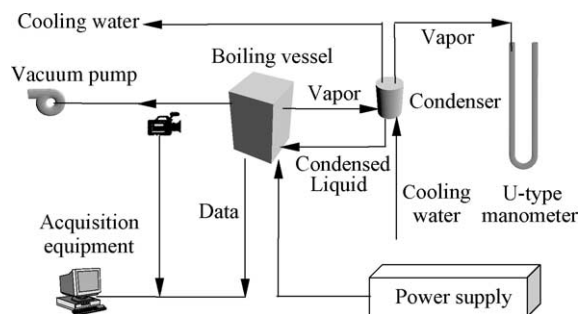 Cooling water
Vapor
Boiling vessel
Vacuum pump
Vapor
Condenser
Condensed
Liquid
Cooling
water
U-type
manometer
Data
Acquisition
equipment
Power supply